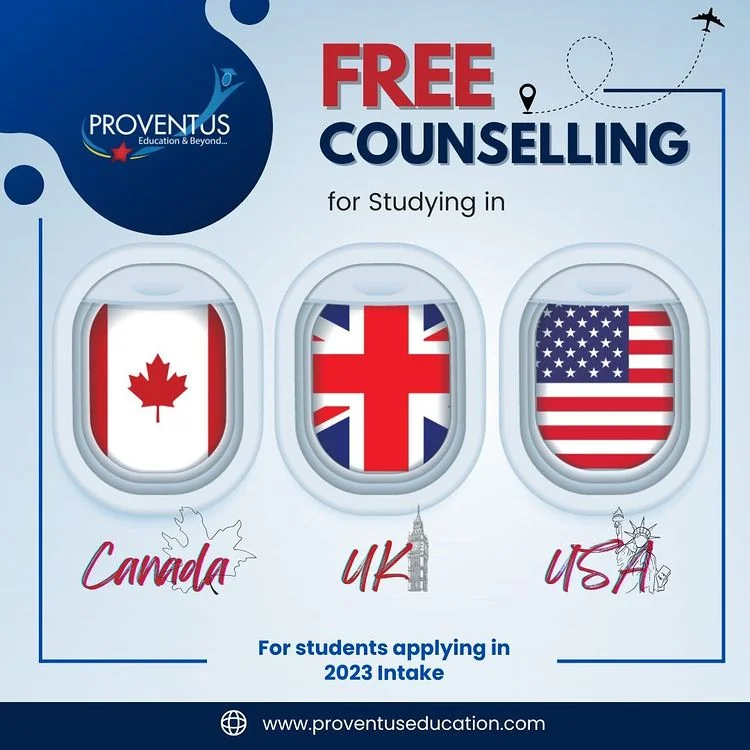 PROVENTUS
Education & Beyond...
FREE
COUNSELLING
for Studying in
Canada
UK
USA
For students applying in
2023 Intake
www.proventuseducation.com